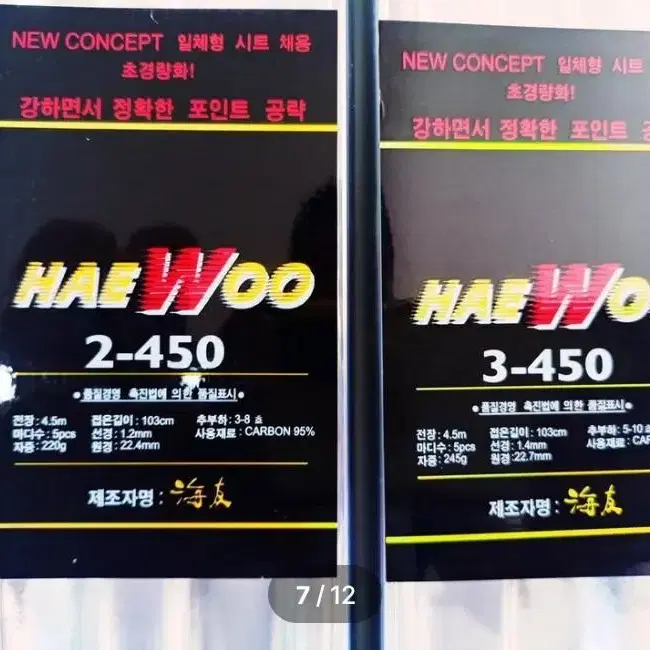 NEW CONCEPT 일체형 시트 채용
초경량화!
강하면서 정확한 포인트 공략
HAEWOO
2-450
• 품질경영 촉진법에 의한 품질표시 •
전장 : 4.5m 접은길이 : 103cm 추부하 : 3-8 호
마디수 : 5pcs 선경 : 1.2mm 사용재료 : CARBON 95%
자중 : 220g 원경 : 22.4mm
제조자명 : 海友
NEW CONCEPT 일체형 시트
초경량화!
강하면서 정확한 포인트
HAEWO
3-450
• 품질경영 촉진법에 의한 품질표시 •
전장 : 4.5m 접은길이 : 103cm 추부하 : 5-10
마디수 : 5pcs 선경 : 1.4mm 사용재료 : CAR
자중 : 245g 원경 : 22.7mm
제조자명 : 海友
7 / 12